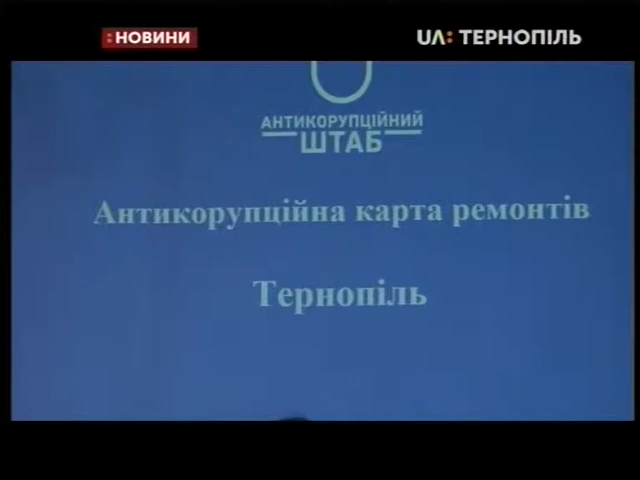 :НОВИНИ
UA: ТЕРНОПІЛЬ
АНТИКОРУПЦІЙНИЙ
ШТАБ
Антикорупційна карта ремонтів
Тернопіль